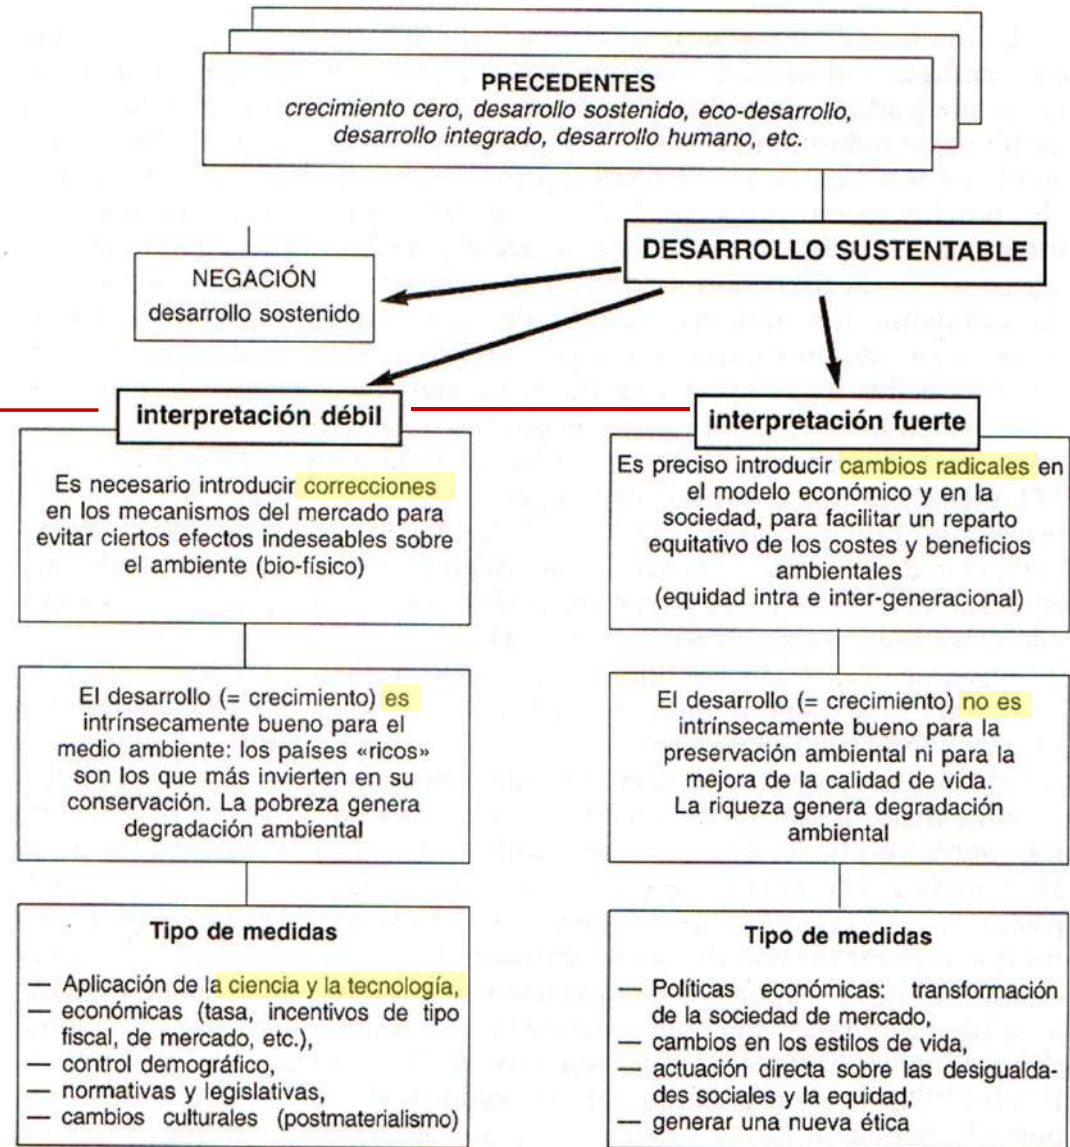 PRECEDENTES
crecimiento cero, desarrollo sostenido, eco-desarrollo,
desarrollo integrado, desarrollo humano, etc.
DESARROLLO SUSTENTABLE
NEGACIÓN
desarrollo sostenido
interpretación débil
Es necesario introducir correcciones
en los mecanismos del mercado para
evitar ciertos efectos indeseables sobre
el ambiente (bio-físico)
El desarrollo (= crecimiento) es
intrínsecamente bueno para el
medio ambiente: los países «ricos»
son los que más invierten en su
conservación. La pobreza genera
degradación ambiental
Tipo de medidas
— Aplicación de la ciencia y la tecnología,
— económicas (tasa, incentivos de tipo
fiscal, de mercado, etc.),
— control demográfico,
— normativas y legislativas,
— cambios culturales (postmaterialismo)
interpretación fuerte
Es preciso introducir cambios radicales en
el modelo económico y en la
sociedad, para facilitar un reparto
equitativo de los costes y beneficios
ambientales
(equidad intra e inter-generacional)
El desarrollo (= crecimiento) no es
intrínsecamente bueno para la
preservación ambiental ni para la
mejora de la calidad de vida.
La riqueza genera degradación
ambiental
Tipo de medidas
— Políticas económicas: transformación
de la sociedad de mercado,
— cambios en los estilos de vida,
— actuación directa sobre las desigualda-
des sociales y la equidad,
— generar una nueva ética